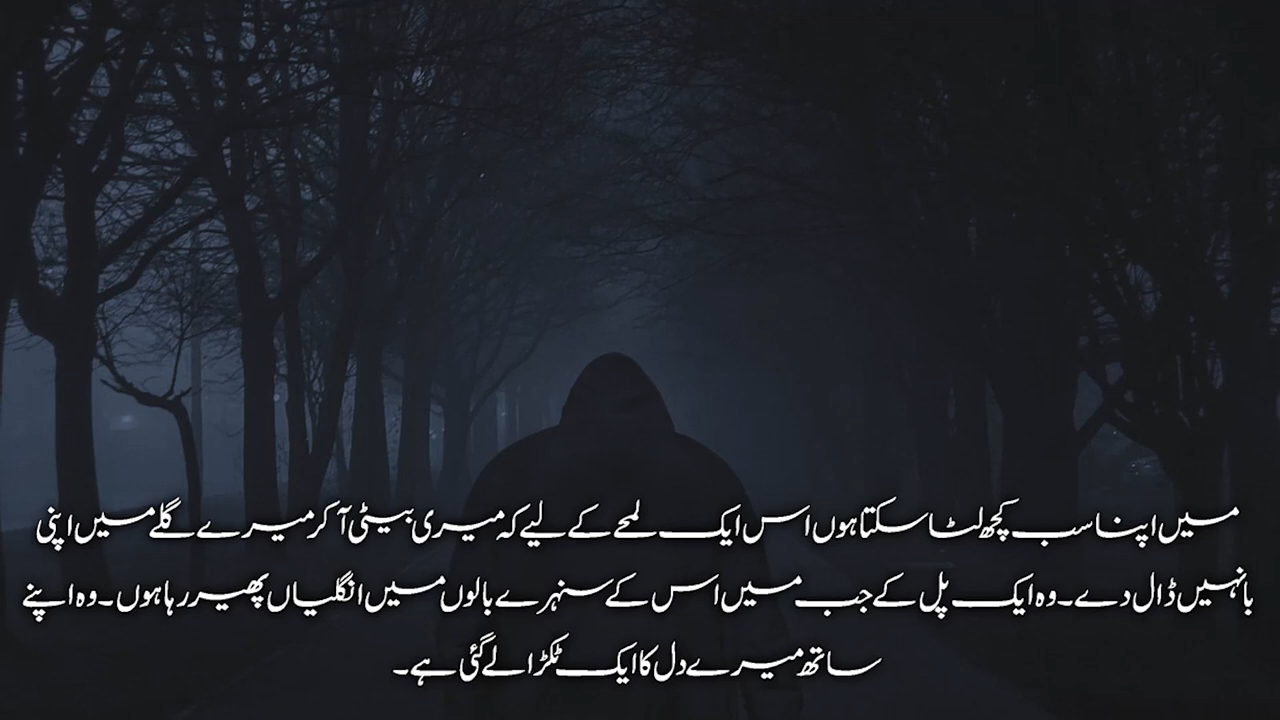 میں اپنا سب کچھ لٹا سکتا ہوں اس ایک لمحے کے لیے کہ میری بیٹی آ کر میرے گلے میں اپنی
بانہیں ڈال دے۔ وہ ایک پل کے جب میں اس کے سنہرے بالوں میں انگلیاں پھیر رہا ہوں۔ وہ اپنے
ساتھ میرے دل کا ایک ٹکڑا لے گئی ہے۔